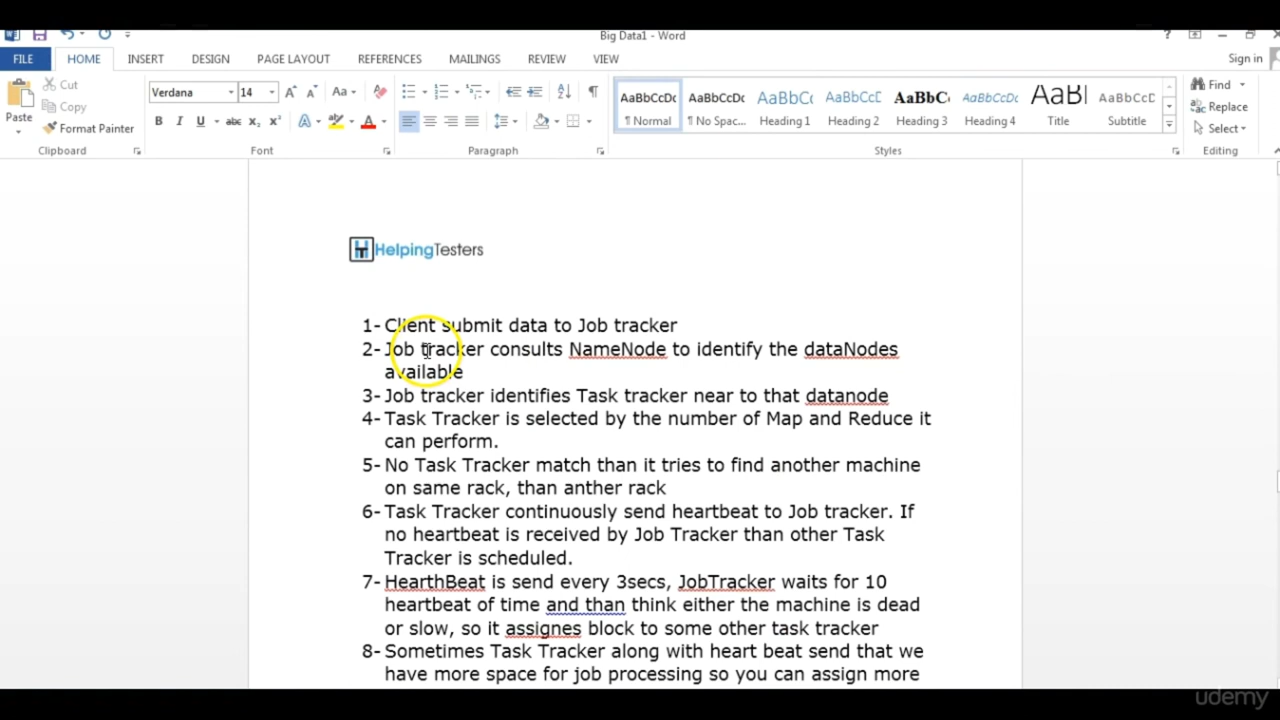 Big Data1 - Word
?
FILE HOME INSERT DESIGN PAGE LAYOUT REFERENCES MAILINGS REVIEW VIEW Sign in
Paste
Cut
Copy
Format Painter
Clipboard
Verdana 14
Font
Paragraph
AaBbCcDc AaBbCcDc AaBbCi AaBbCcD AaBbC AaBbCcDc AaBl AaBbCcD
¶ Normal ¶ No Spac... Heading 1 Heading 2 Heading 3 Heading 4 Title Subtitle
Styles
Find
Replace
Select
Editing
HelpingTesters
1- Client submit data to Job tracker
2- Job tracker consults NameNode to identify the dataNodes
available
3- Job tracker identifies Task tracker near to that datanode
4- Task Tracker is selected by the number of Map and Reduce it
can perform.
5- No Task Tracker match than it tries to find another machine
on same rack, than anther rack
6- Task Tracker continuously send heartbeat to Job tracker. If
no heartbeat is received by Job Tracker than other Task
Tracker is scheduled.
7- HearthBeat is send every 3secs, JobTracker waits for 10
heartbeat of time and than think either the machine is dead
or slow, so it assignes block to some other task tracker
8- Sometimes Task Tracker along with heart beat send that we
have more space for job processing so you can assign more
udemy